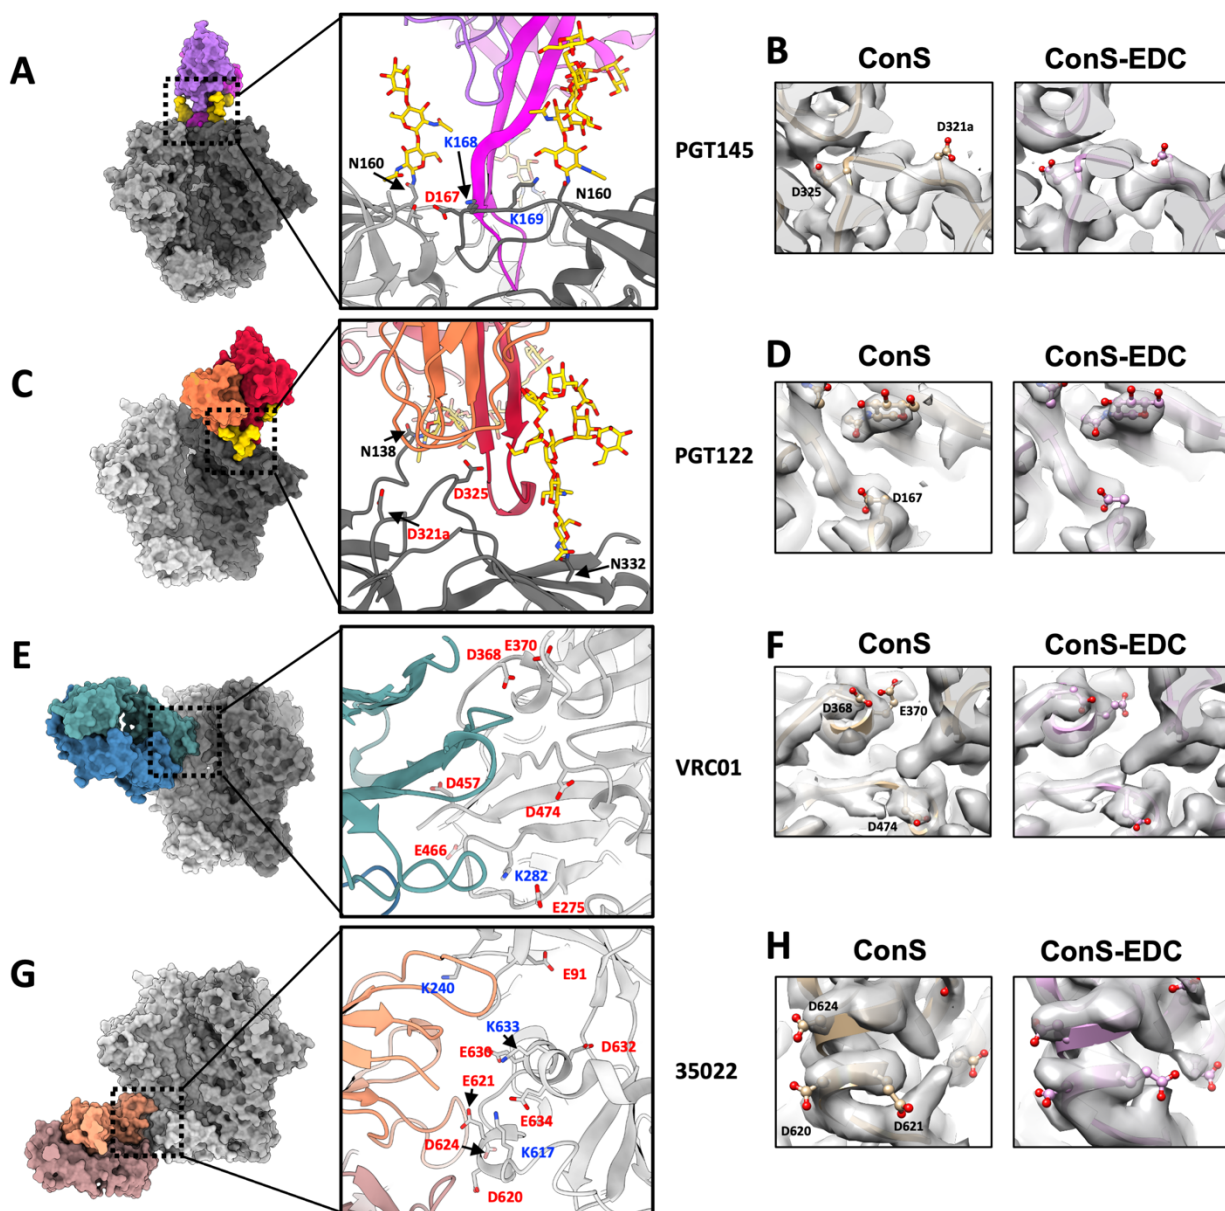 A
N160
K168
D167
K169
N160
PGT145
B
ConS
ConS-EDC
D321a
D325
C
N138
D325
D321a
N332
PGT122
D
ConS
ConS-EDC
D167
E
D368
E370
D457
D474
E466
K282
E275
VRC01
F
ConS
ConS-EDC
D368
E370
D474
G
K240
E91
K633
E630
D632
E621
E634
D624
K617
D620
35022
H
ConS
ConS-EDC
D624
D620
D621